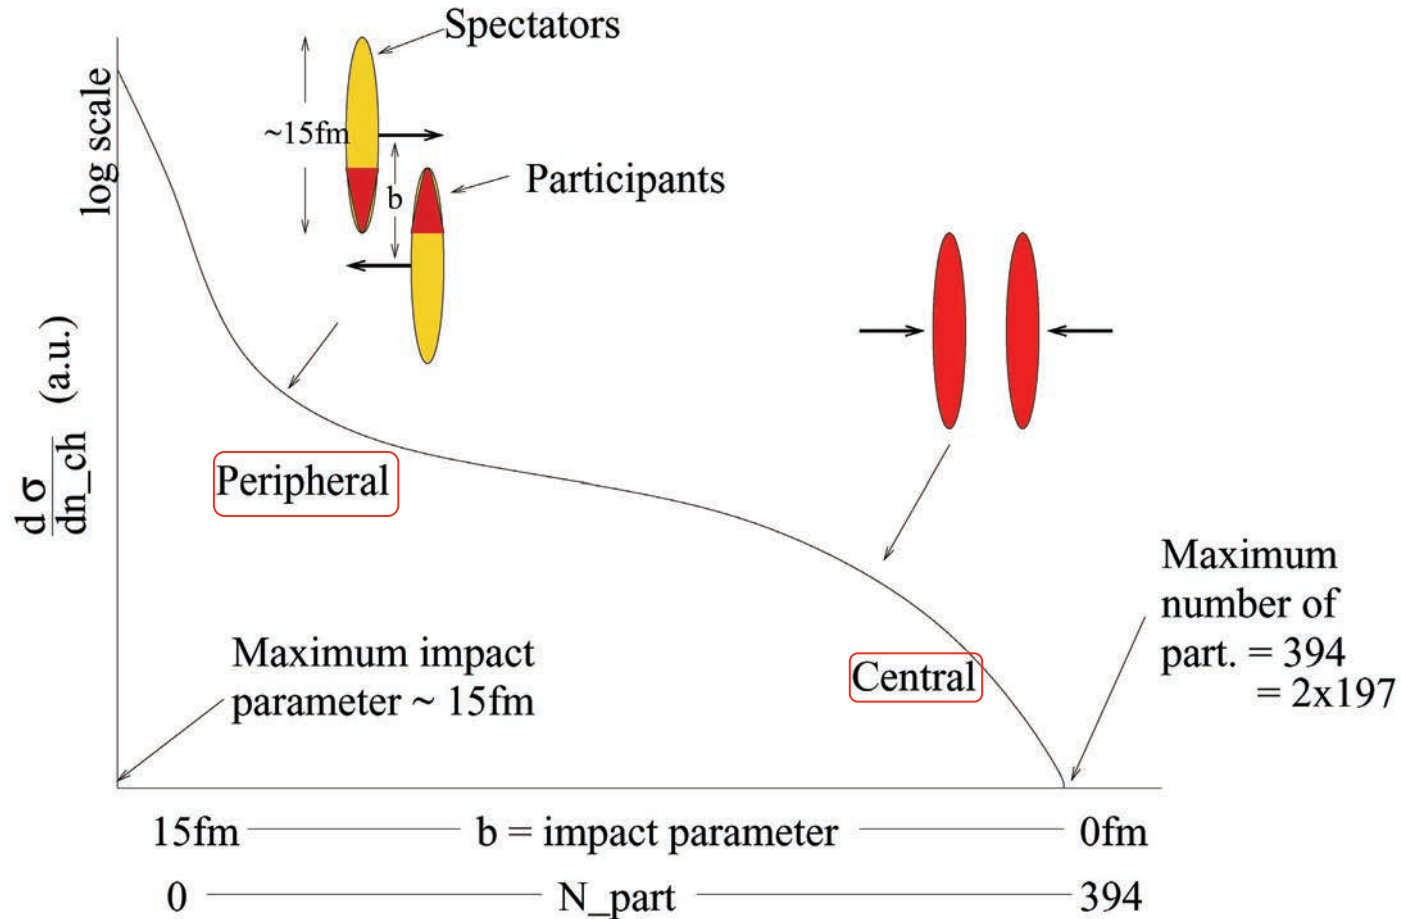 Spectators
log scale
~15fm
b
Participants
dσ
dn_ch
(a.u.)
Peripheral
Central
Maximum impact
parameter ~ 15fm
Maximum
number of
part. = 394
= 2x197
15fm b = impact parameter 0fm
0 N_part 394